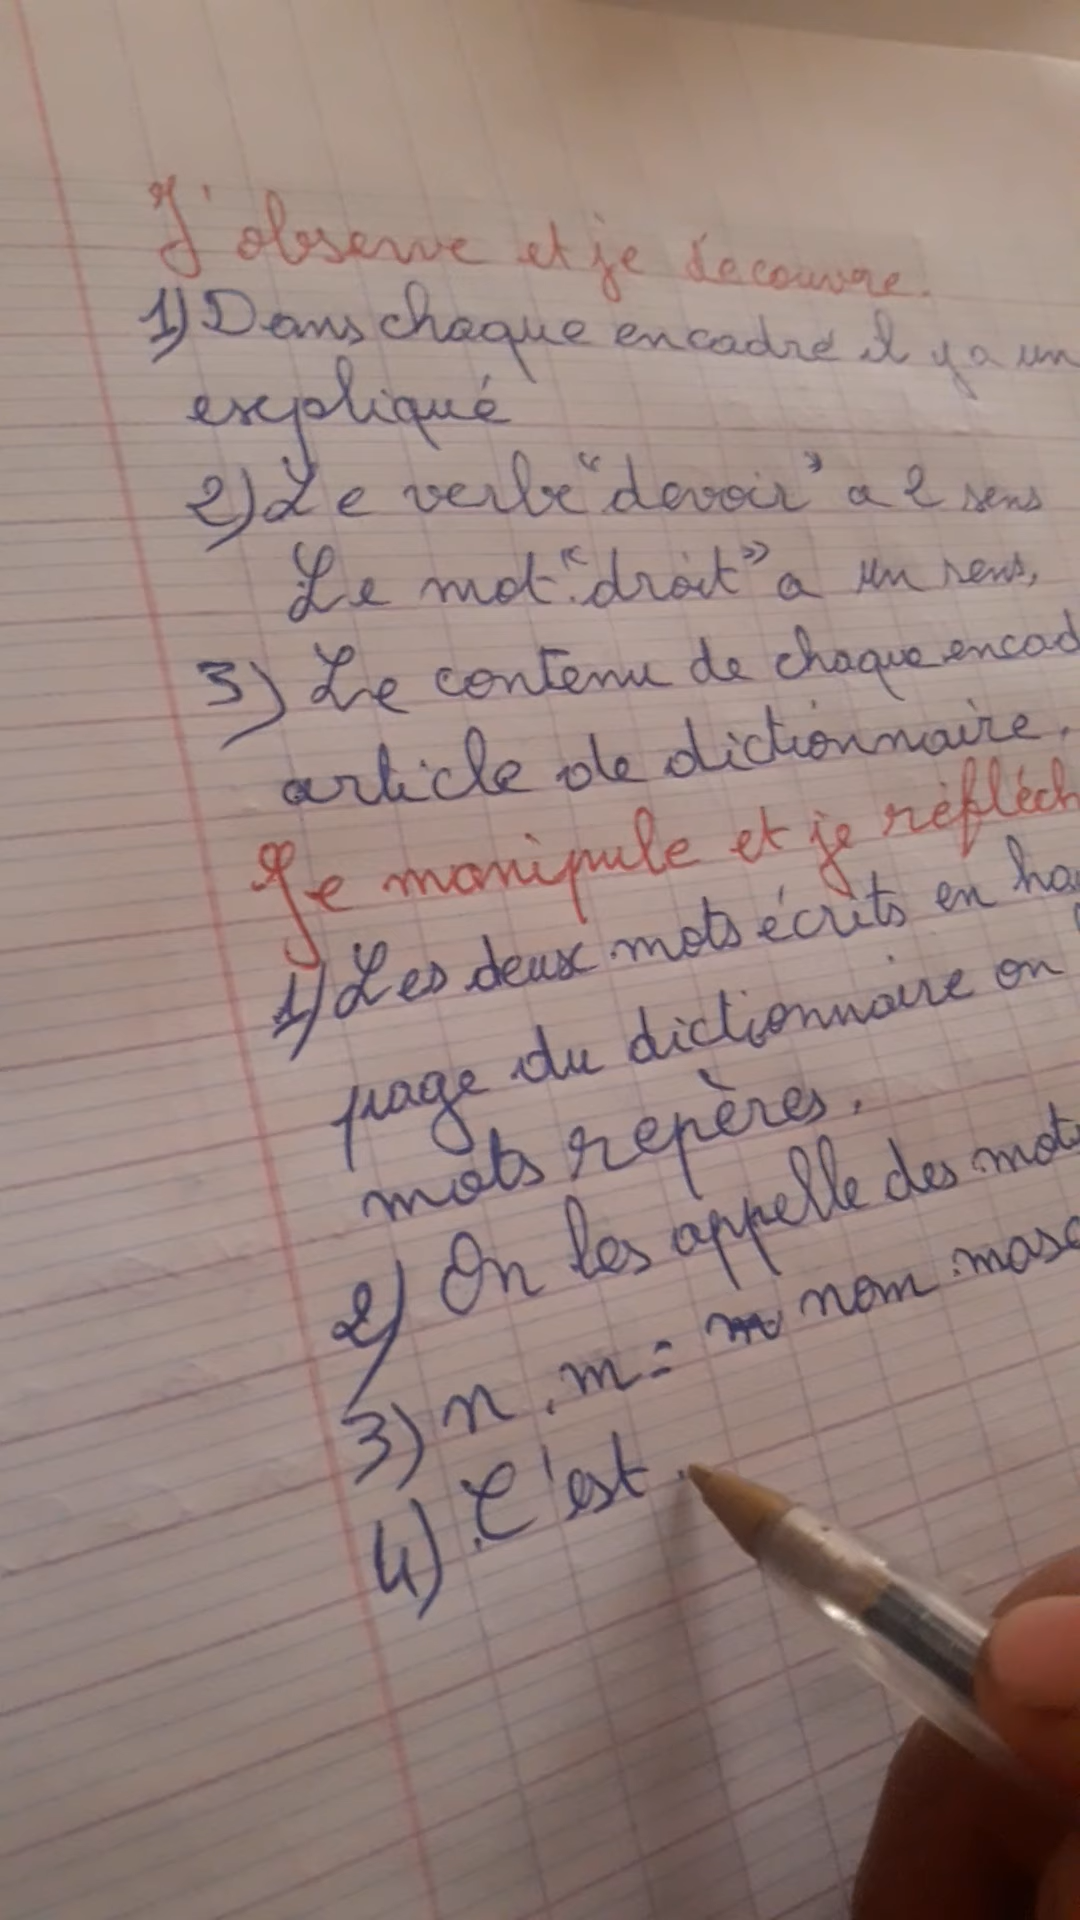 J'observe et je décowre.
1) Dans chaque encadré il y a un
expliqué
2) Le verbe "devoir" a 2 sens
Le mot "droit" a un sens,
3) Le contenu de chaque encad
article de dictionnaire.
Je manipule et je réfléch
1) Les deux mots écrits en ha
page du dictionnaire on
mots repères.
2) On les appelle des mots
3) n.m = nom masc
4) C'est